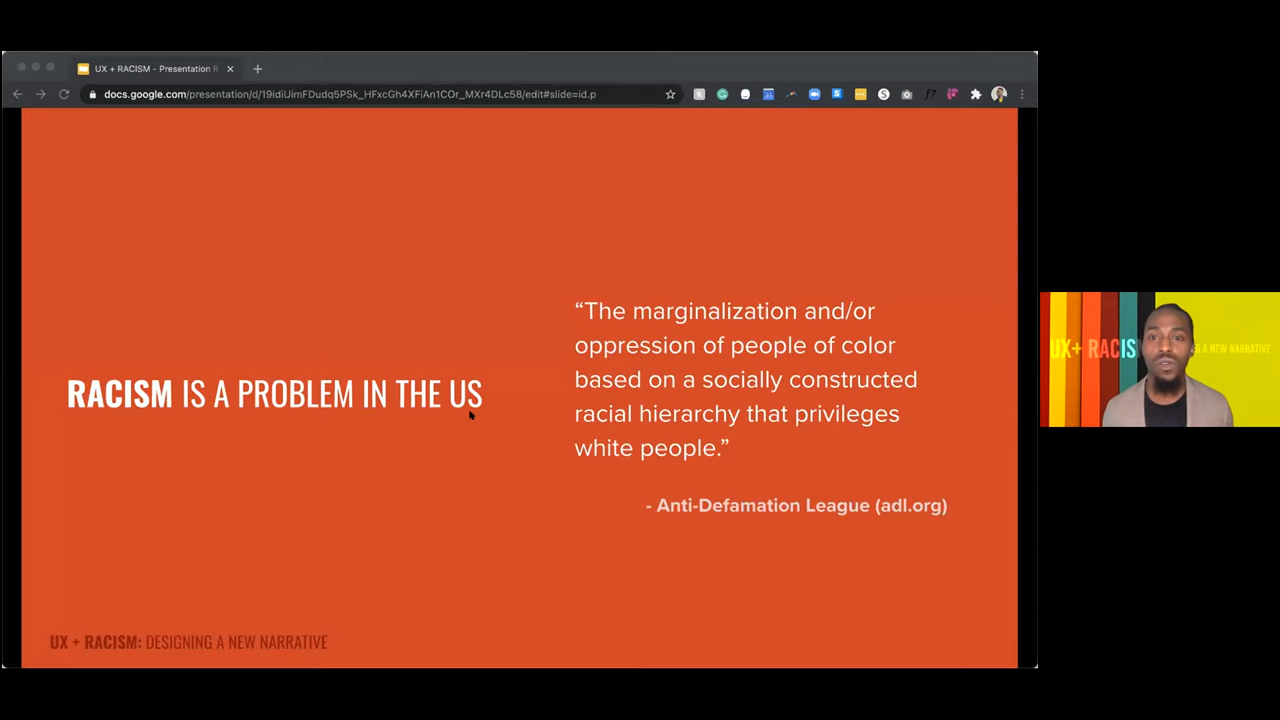 UX + RACISM - Presentation R
docs.google.com/presentation/d/19idiUimFDudq5PSk_HFxcGh4XFiAn1COr_MXr4DLc58/edit#slide=id.p
RACISM IS A PROBLEM IN THE US
“The marginalization and/or
oppression of people of color
based on a socially constructed
racial hierarchy that privileges
white people.”
- Anti-Defamation League (adl.org)
UX + RACISM: DESIGNING A NEW NARRATIVE
UX+ RACIS
A NEW NARRATIVE